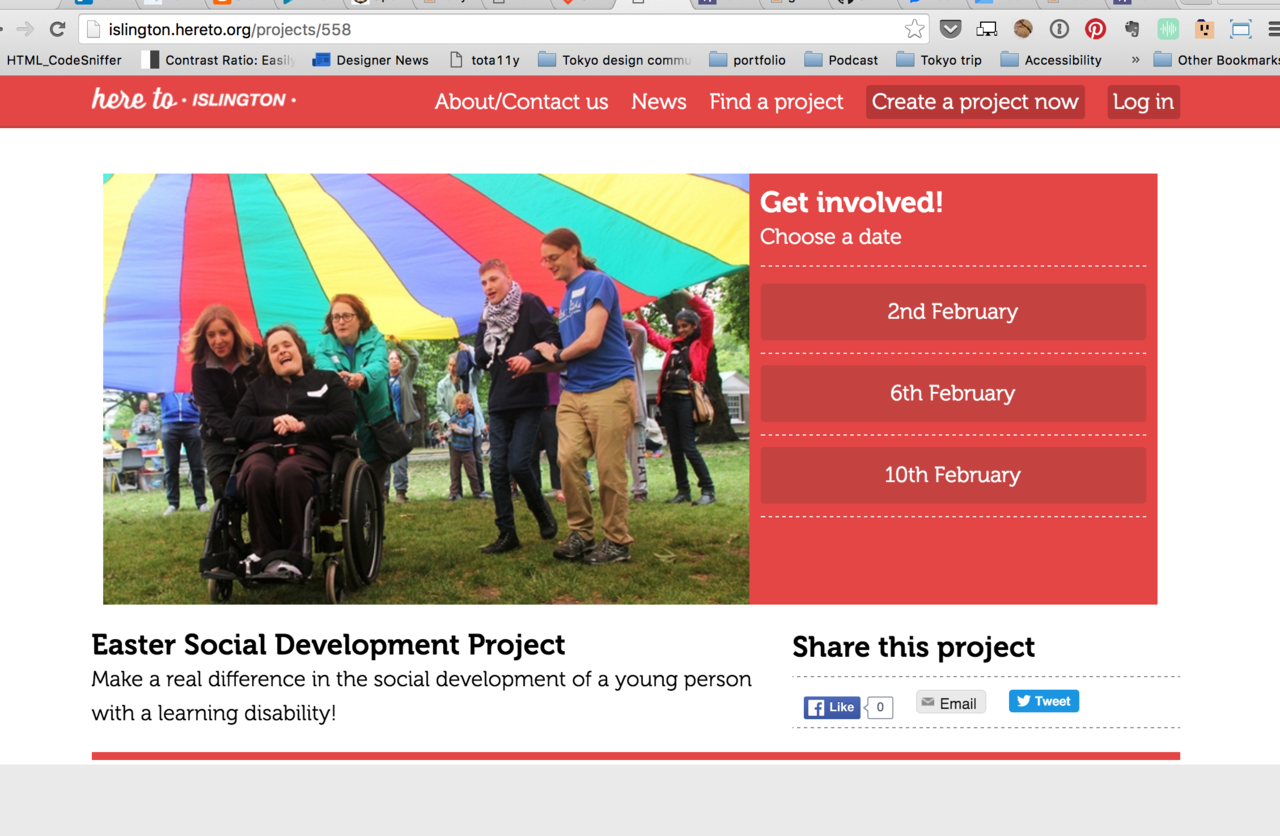 islington.hereto.org/projects/558
HTML_CodeSniffer
Contrast Ratio: Easily
Designer News
tota11y
Tokyo design commu
portfolio
Podcast
Tokyo trip
Accessibility
»
Other Bookmarks
here to • ISLINGTON •
About/Contact us
News
Find a project
Create a project now
Log in
Get involved!
Choose a date
2nd February
6th February
10th February
Easter Social Development Project
Make a real difference in the social development of a young person
with a learning disability!
Share this project
Like
0
Email
Tweet